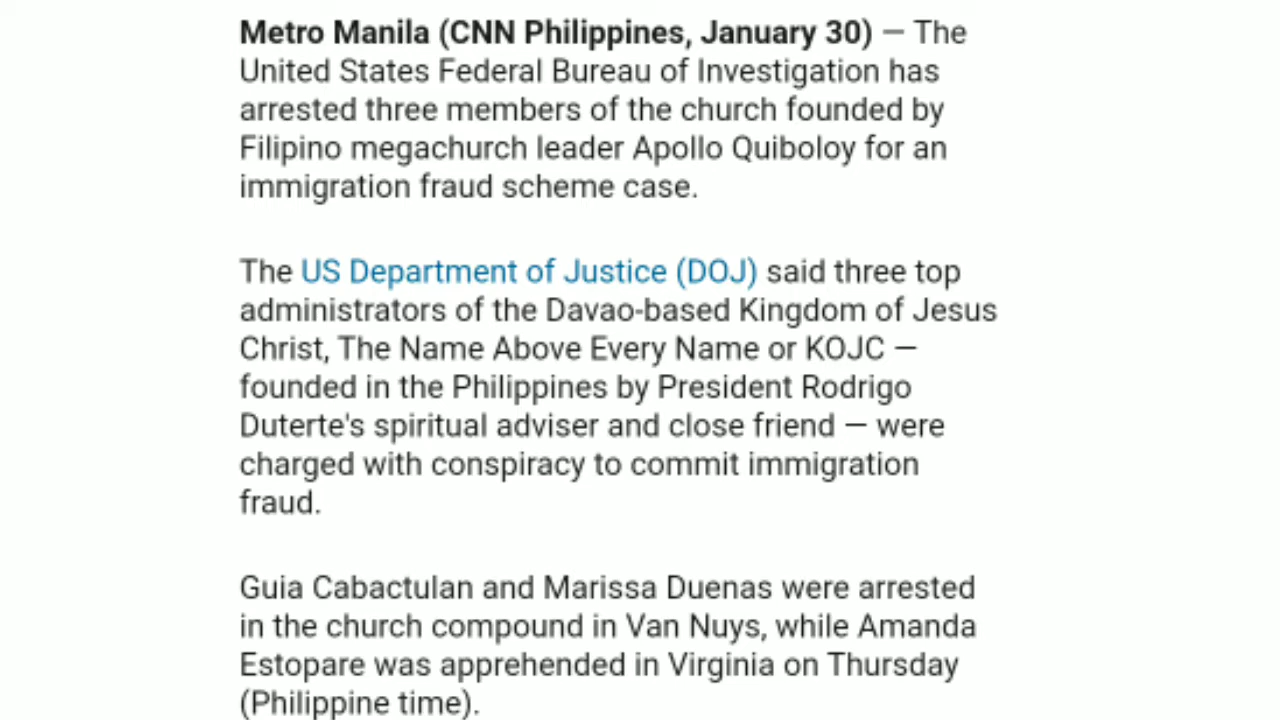 Metro Manila (CNN Philippines, January 30) — The
United States Federal Bureau of Investigation has
arrested three members of the church founded by
Filipino megachurch leader Apollo Quiboloy for an
immigration fraud scheme case.
The US Department of Justice (DOJ) said three top
administrators of the Davao-based Kingdom of Jesus
Christ, The Name Above Every Name or KOJC —
founded in the Philippines by President Rodrigo
Duterte's spiritual adviser and close friend — were
charged with conspiracy to commit immigration
fraud.
Guia Cabactulan and Marissa Duenas were arrested
in the church compound in Van Nuys, while Amanda
Estopare was apprehended in Virginia on Thursday
(Philippine time).